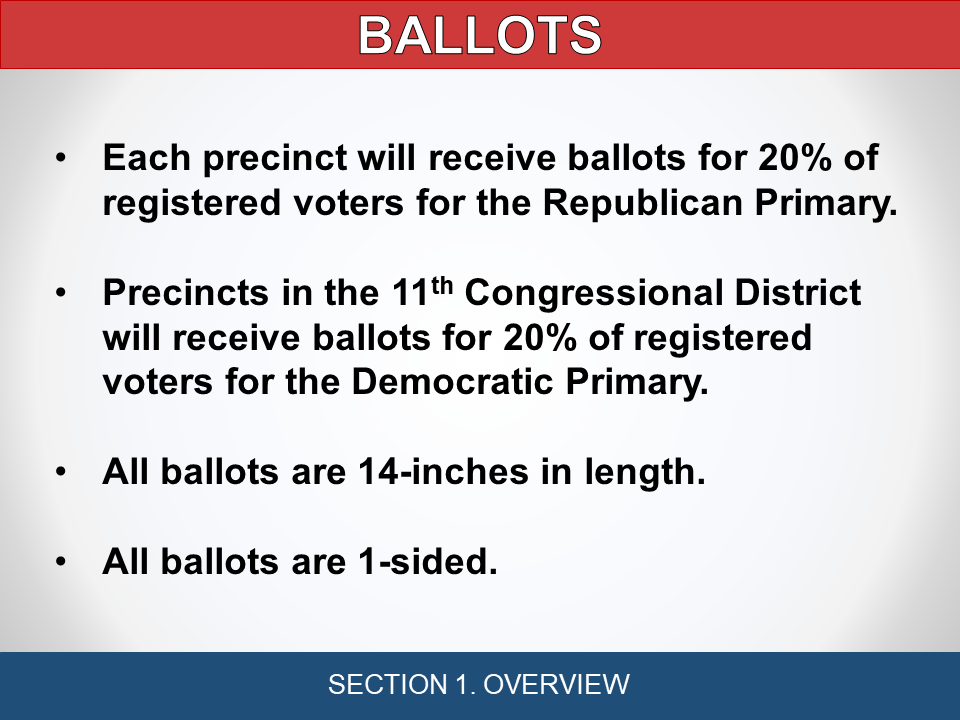 BALLOTS
• Each precinct will receive ballots for 20% of
registered voters for the Republican Primary.
• Precincts in the 11th Congressional District
will receive ballots for 20% of registered
voters for the Democratic Primary.
• All ballots are 14-inches in length.
• All ballots are 1-sided.
SECTION 1. OVERVIEW